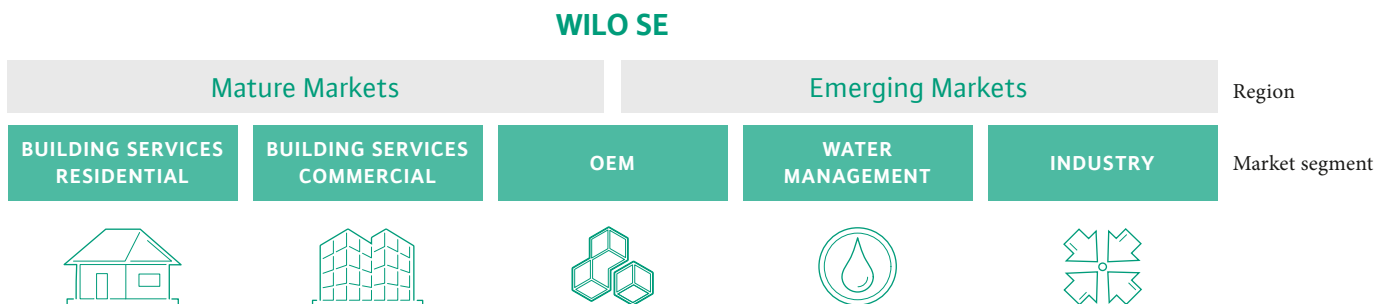 WILO SE
Mature Markets
Emerging Markets
Region
BUILDING SERVICES
RESIDENTIAL
BUILDING SERVICES
COMMERCIAL
OEM
WATER
MANAGEMENT
INDUSTRY
Market segment